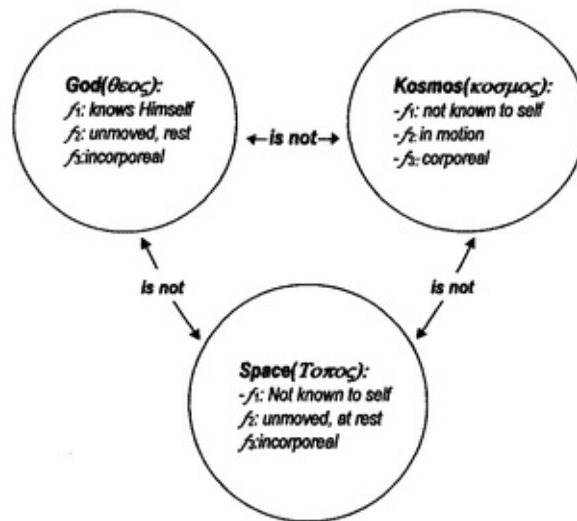 God(θεος):
f1: knows Himself
f2: unmoved, rest
f3:incorporeal
←is not→
Kosmos(κοσμος):
-f1: not known to self
-f2: in motion
-f3: corporeal
is not
is not
Space(Τοπος):
-f1: Not known to self
f2: unmoved, at rest
f3:incorporeal